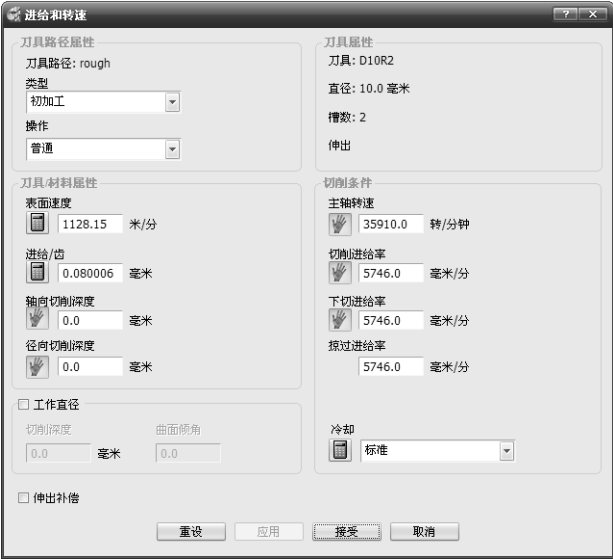 进给和转速
刀具路径属性
刀具路径: rough
类型
初加工
操作
普通
刀具属性
刀具: D10R2
直径: 10.0 毫米
槽数: 2
伸出
刀具/材料属性
表面速度
1128.15 米/分
进给/齿
0.080006 毫米
轴向切削深度
0.0 毫米
径向切削深度
0.0 毫米
切削条件
主轴转速
35910.0 转/分钟
切削进给率
5746.0 毫米/分
下切进给率
5746.0 毫米/分
掠过进给率
5746.0 毫米/分
工作直径
切削深度 曲面倾角
0.0 毫米 0.0
冷却
标准
伸出补偿
重设 应用 接受 取消